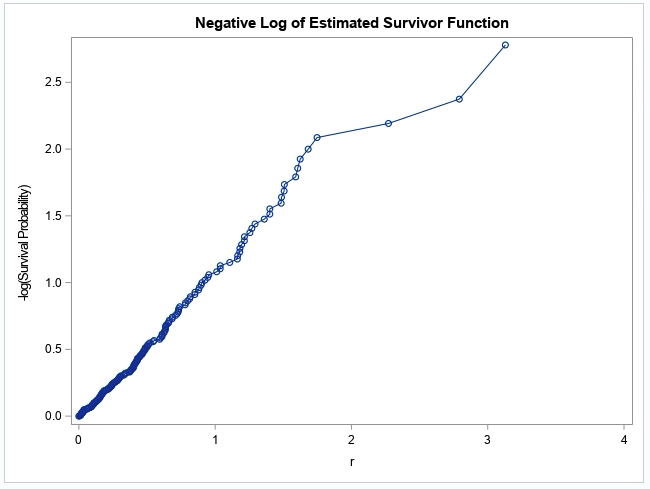 Negative Log of Estimated Survivor Function
-log(Survival Probability)
2.5
2.0
1.5
1.0
0.5
0.0
0 1 2 3 4
r